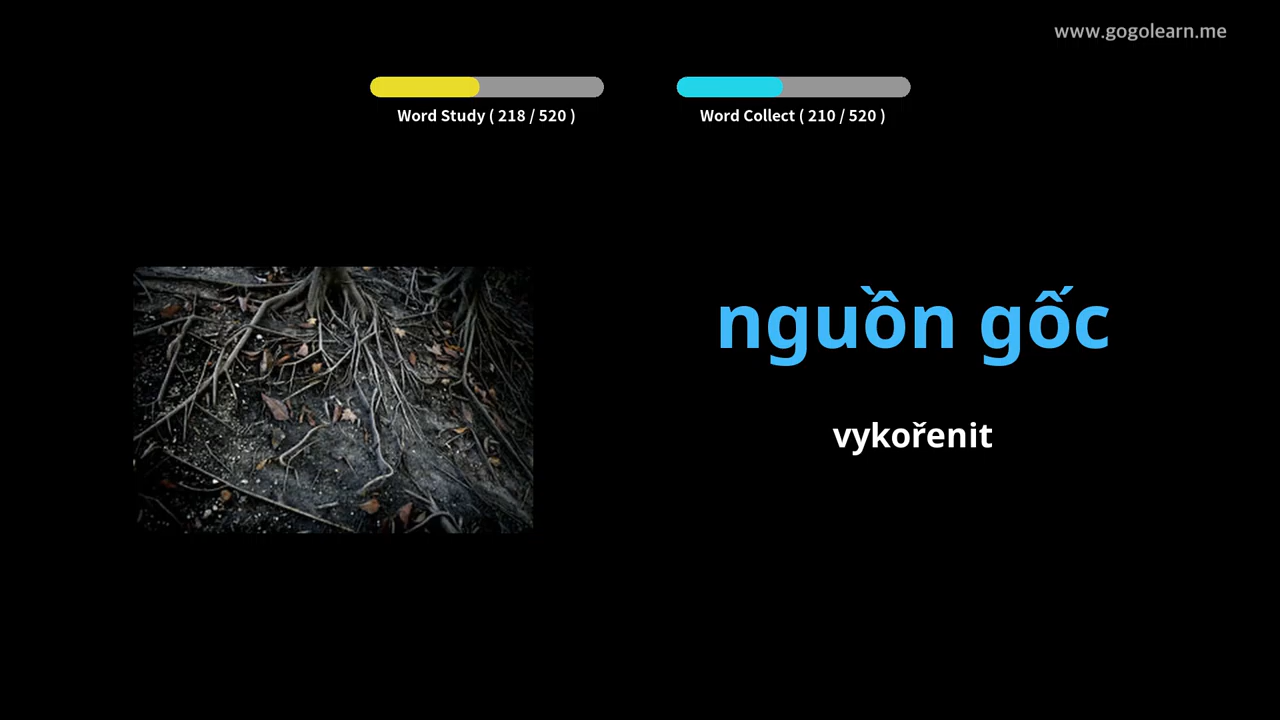 www.gogolearn.me
Word Study ( 218 / 520 )
Word Collect ( 210 / 520 )
nguồn gốc
vykořenit